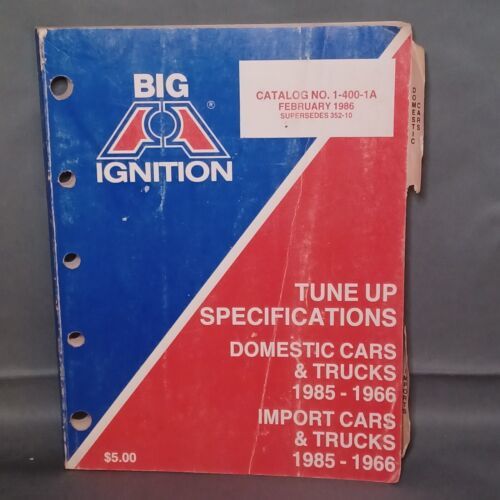 BIG
A
®
IGNITION
CATALOG NO. 1-400-1A
FEBRUARY 1986
SUPERSEDES 352-10
DOMESTIC
CARS
TUNE UP
SPECIFICATIONS
DOMESTIC CARS
& TRUCKS
1985 - 1966
IMPORT CARS
& TRUCKS
1985 - 1966
$5.00